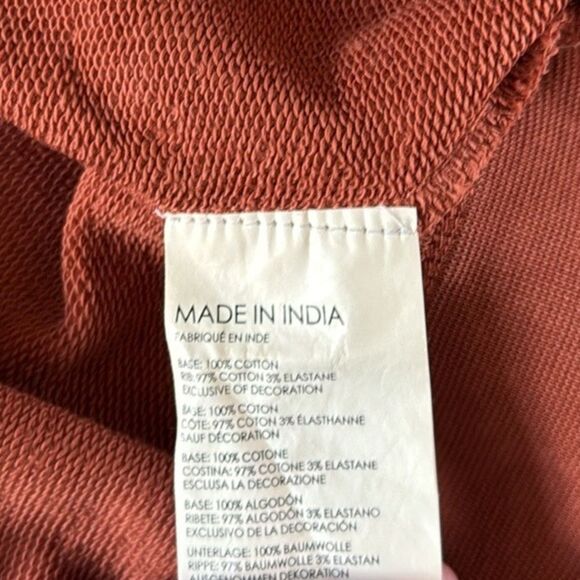 MADE IN INDIA
FABRIQUÉ EN INDE
BASE: 100% COTTON
RIB: 97% COTTON 3% ELASTANE
EXCLUSIVE OF DECORATION
BASE: 100% COTON
CÔTE: 97% COTON 3% ÉLASTHANNE
SAUF DÉCORATION
BASE: 100% COTONE
COSTINA: 97% COTONE 3% ELASTANE
ESCLUSA LA DECORAZIONE
BASE: 100% ALGODÓN
RIBETE: 97% ALGODÓN 3% ELASTANO
EXCLUSIVO DE LA DECORACIÓN
UNTERLAGE: 100% BAUMWOLLE
RIPPE: 97% BAUMWOLLE 3% ELASTAN
AUSGENOMMEN DEKORATION